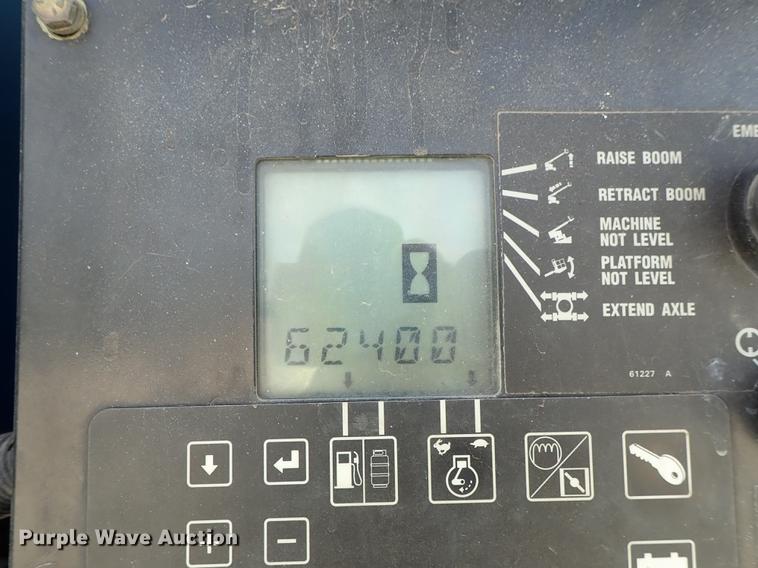 EME
RAISE BOOM
RETRACT BOOM
MACHINE
NOT LEVEL
PLATFORM
NOT LEVEL
EXTEND AXLE
61227 A
62400
Purple Wave Auction